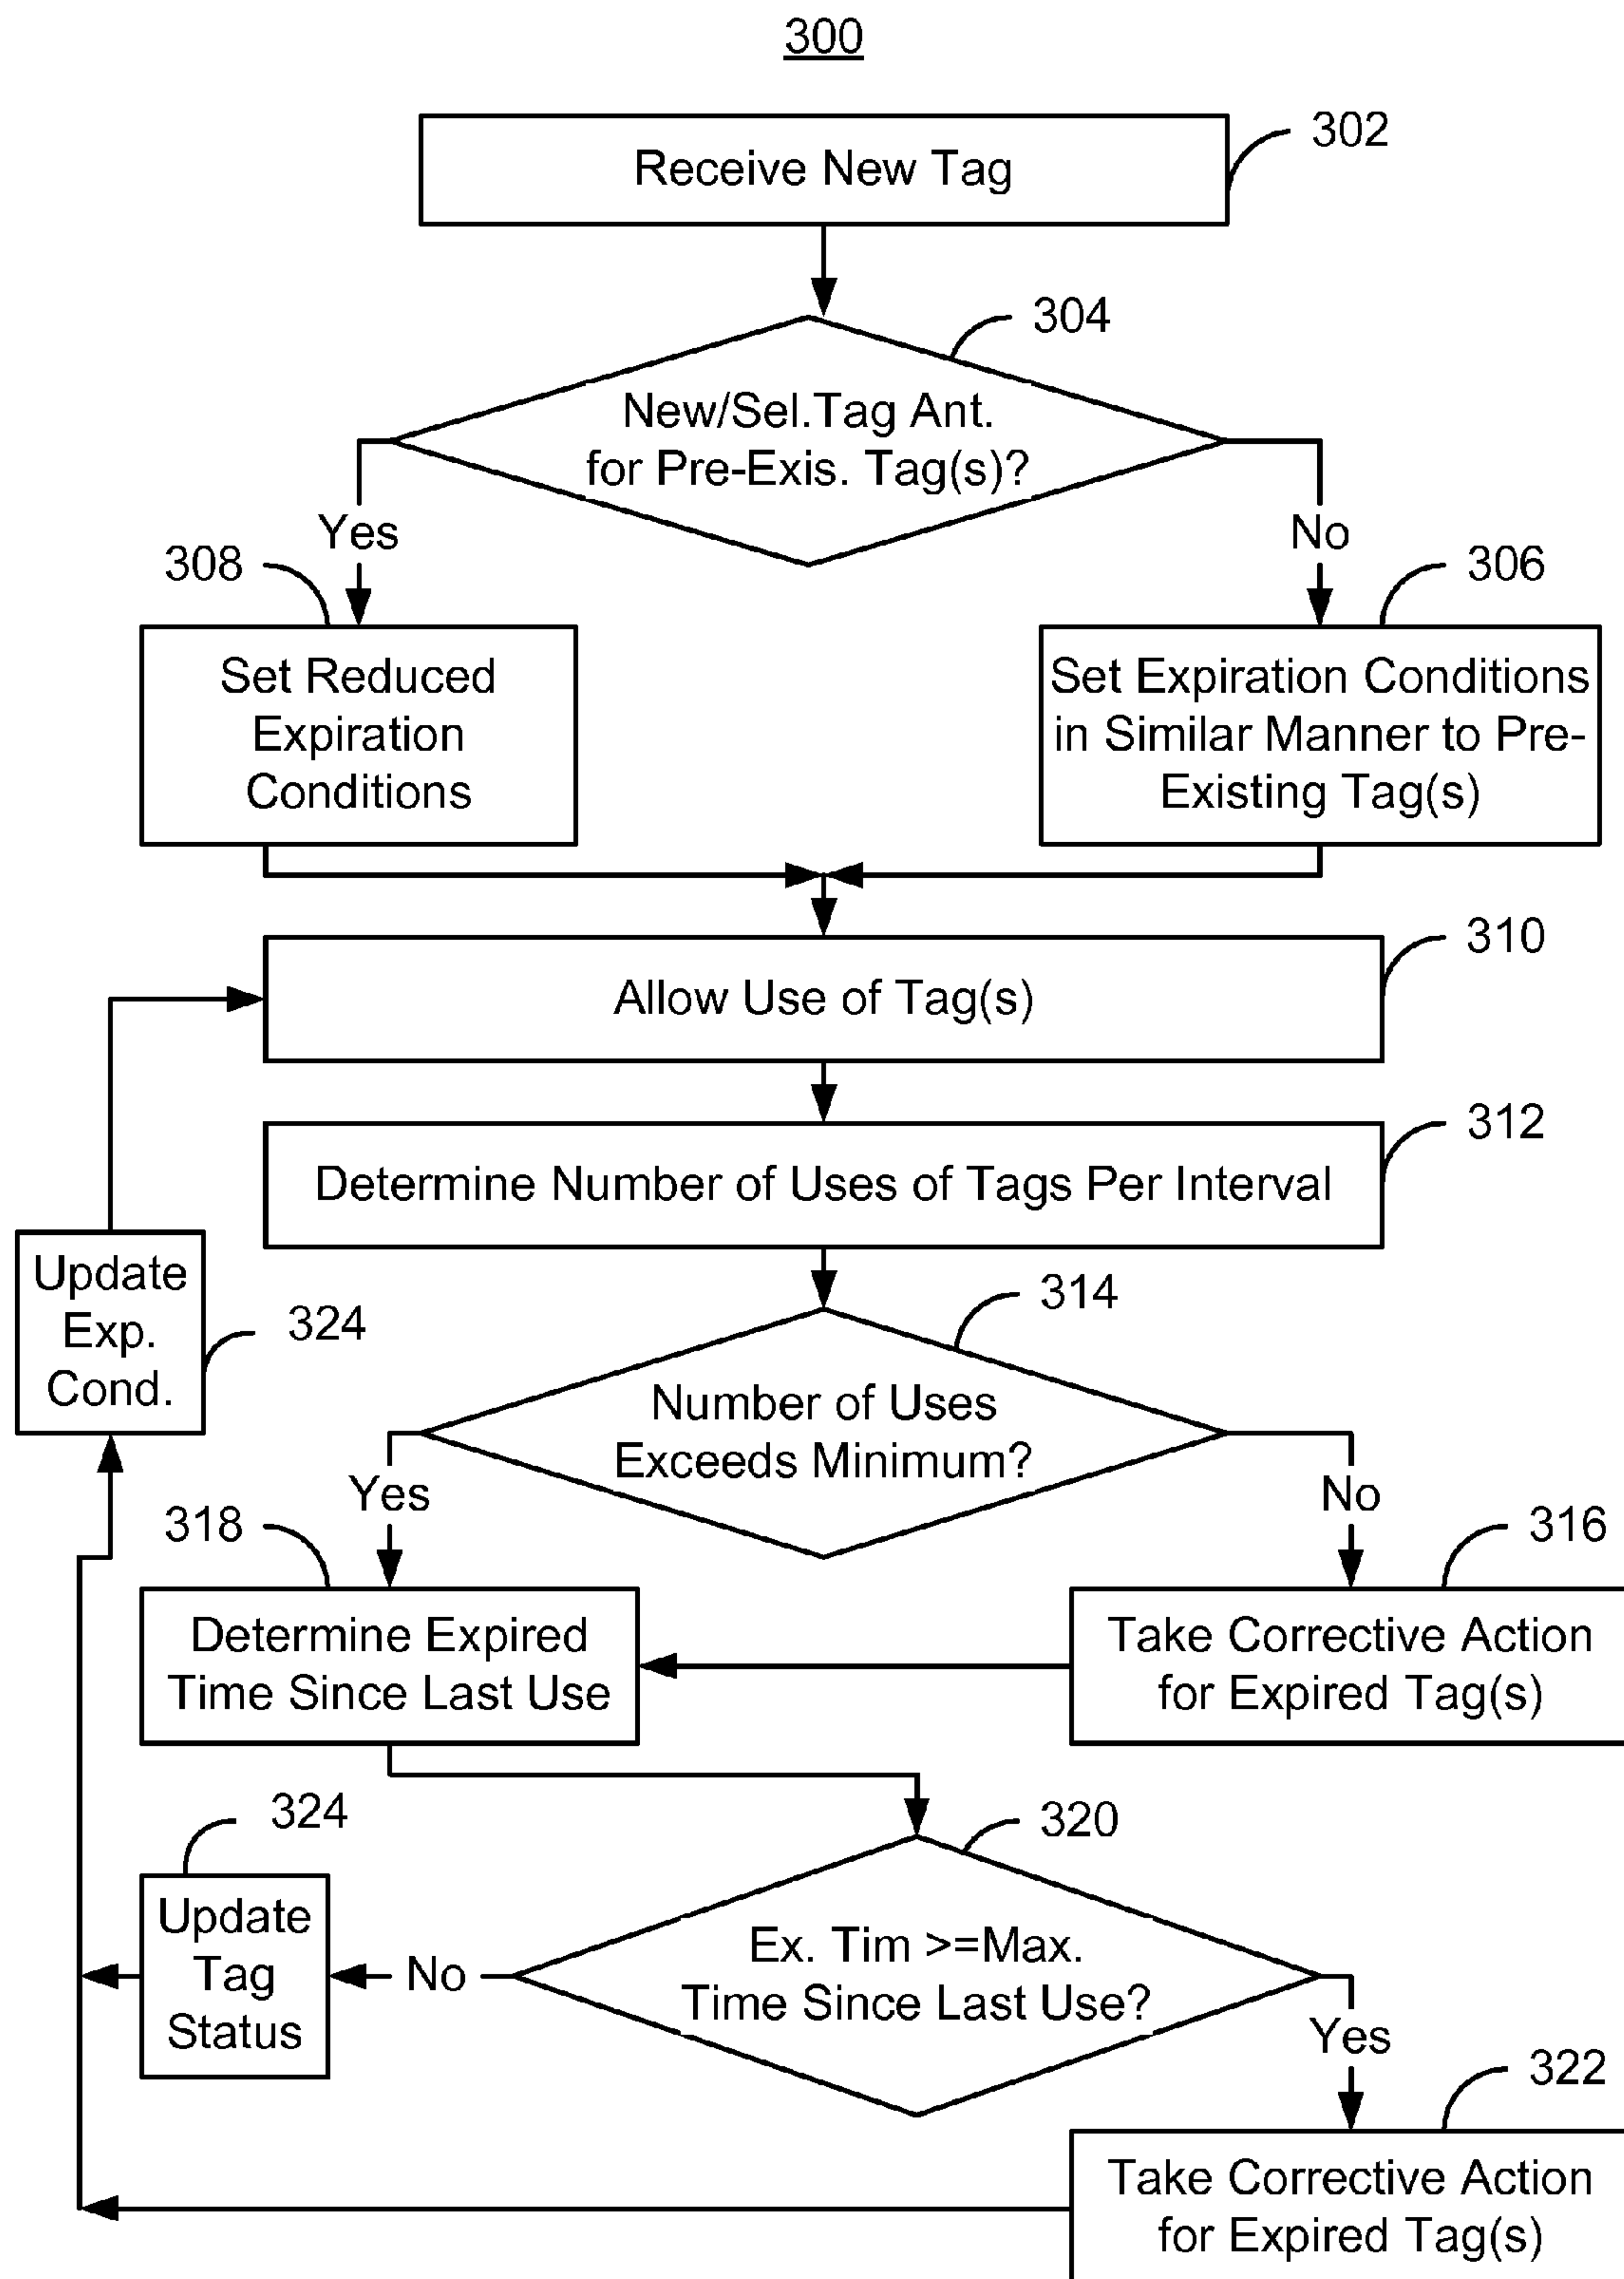 300
302
Receive New Tag
304
New/Sel.Tag Ant.
for Pre-Exis. Tag(s)?
Yes
No
308
306
Set Reduced
Expiration
Conditions
Set Expiration Conditions
in Similar Manner to Pre-
Existing Tag(s)
310
Allow Use of Tag(s)
312
Determine Number of Uses of Tags Per Interval
Update
Exp.
Cond.
324
314
Number of Uses
Exceeds Minimum?
Yes
No
318
316
Determine Expired
Time Since Last Use
Take Corrective Action
for Expired Tag(s)
324
320
Update
Tag
Status
No
Ex. Tim >=Max.
Time Since Last Use?
Yes
322
Take Corrective Action
for Expired Tag(s)